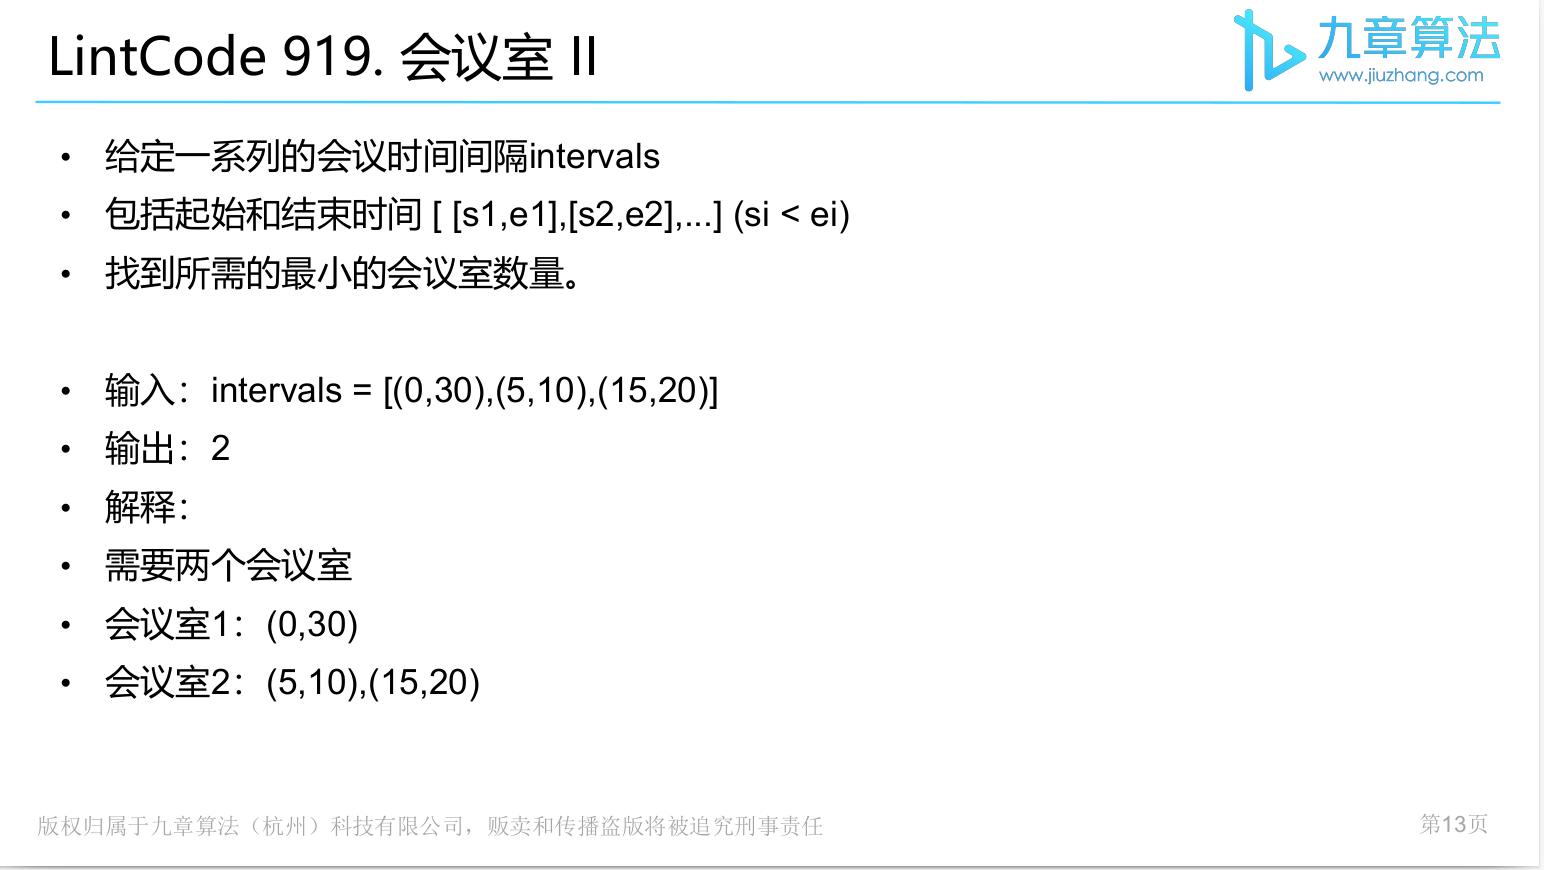 LintCode 919. 会议室 II
九章算法
www.jiuzhang.com
• 给定一系列的会议时间间隔intervals
• 包括起始和结束时间 [ [s1,e1],[s2,e2],...] (si < ei)
• 找到所需的最小的会议室数量。
• 输入：intervals = [(0,30),(5,10),(15,20)]
• 输出：2
• 解释：
• 需要两个会议室
• 会议室1：(0,30)
• 会议室2：(5,10),(15,20)
版权归属于九章算法（杭州）科技有限公司，贩卖和传播盗版将被追究刑事责任
第13页